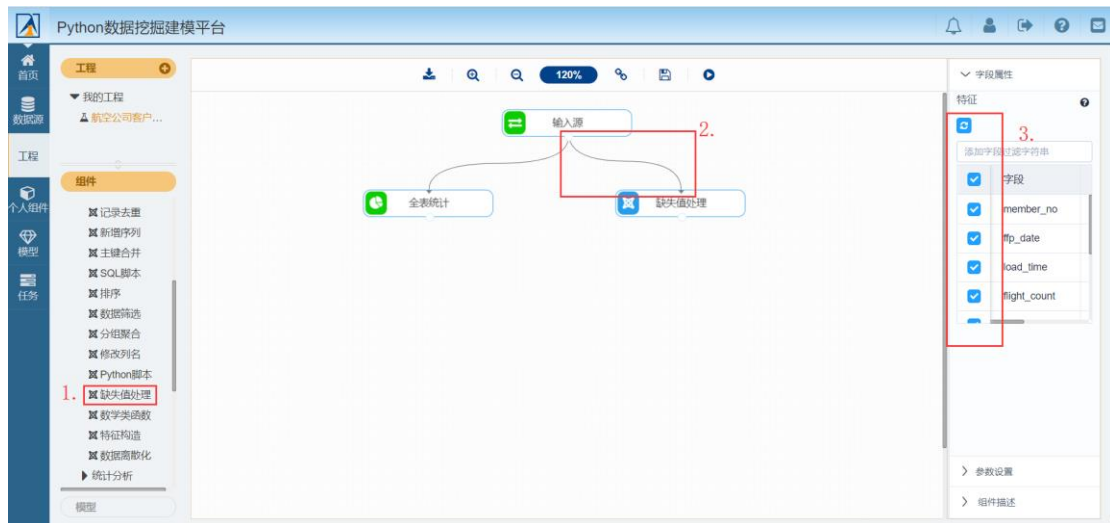 Python数据挖掘建模平台
首页
数据源
工程
个人组件
模型
任务
工程
我的工程
航空公司客户...
组件
记录去重
新增序列
主键合并
SQL脚本
排序
数据筛选
分组聚合
修改列名
Python脚本
1. 缺失值处理
数学类函数
特征构造
数据离散化
统计分析
模型
120%
输入源
2.
全表统计
缺失值处理
字段属性
特征
3.
添加字段过滤字符串
字段
member_no
ffp_date
load_time
flight_count
参数设置
组件描述